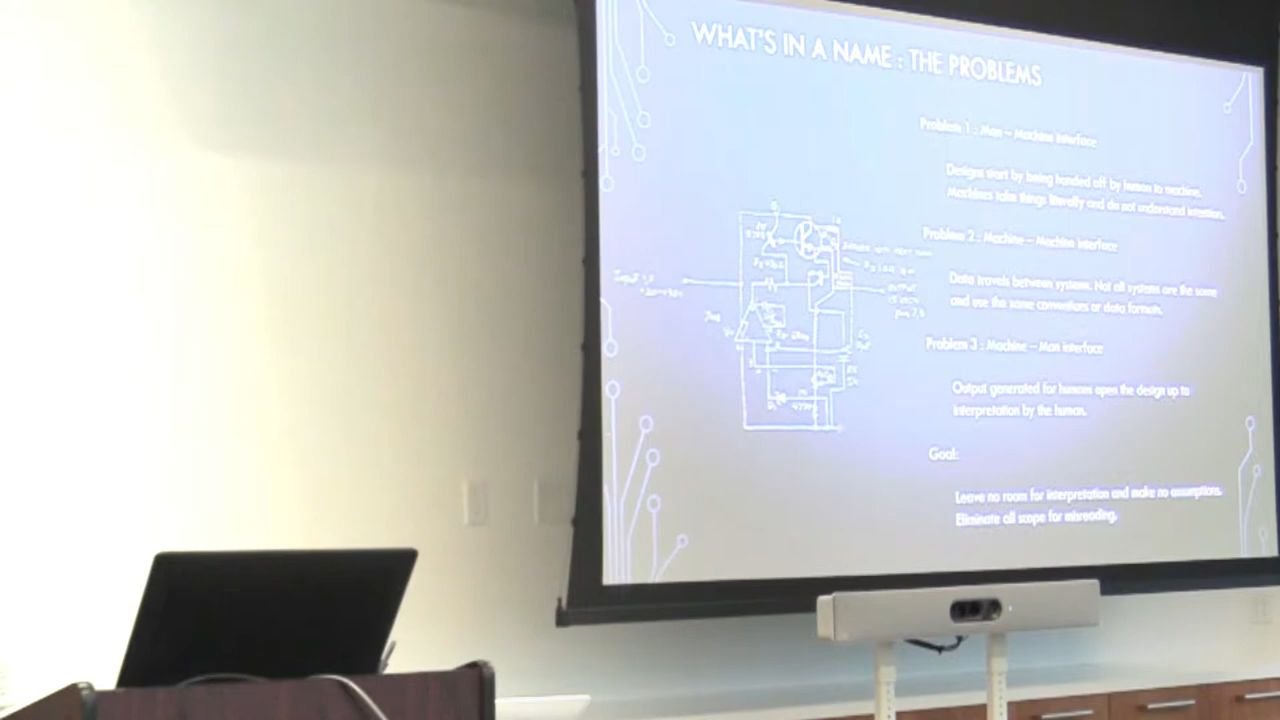 WHAT'S IN A NAME : THE PROBLEMS
Problem 1 : Man – Machine interface
Designs start by being handed off by human to machine.
Machines take things literally and do not understand intention.
Problem 2 : Machine – Machine interface
Data travels between systems. Not all systems are the same
and use the same conventions or data formats.
Problem 3 : Machine – Man interface
Output generated for humans open the design up to
interpretation by the human.
Goal:
Leave no room for interpretation and make no assumptions.
Eliminate all scope for misreading.
OUTPUT